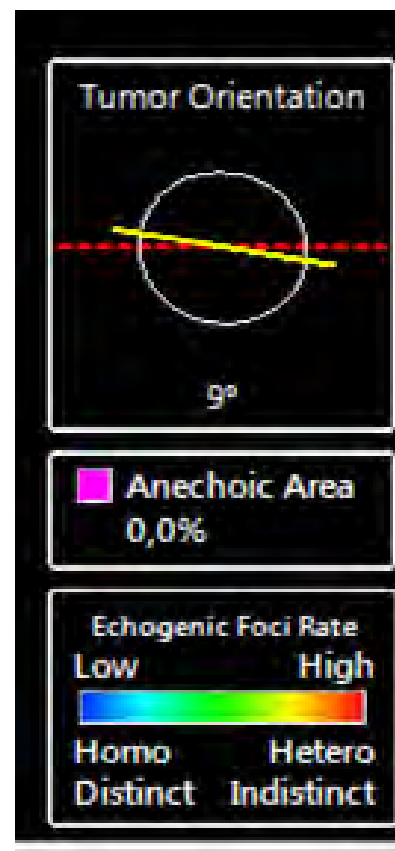 Tumor Orientation
9º
Anechoic Area
0,0%
Echogenic Foci Rate
Low High
Homo Hetero
Distinct Indistinct